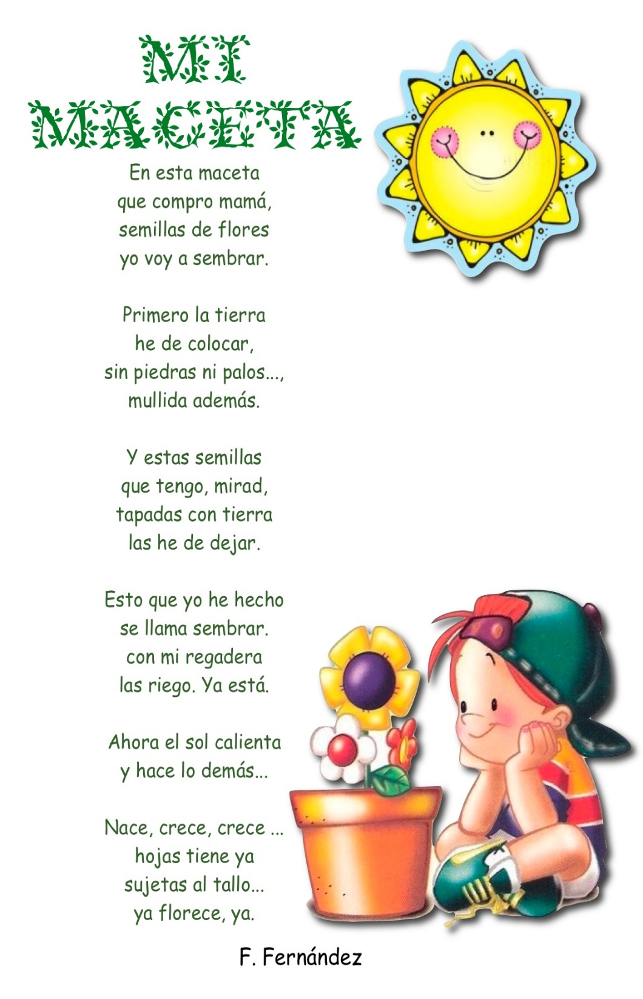 MI
MACETA
En esta maceta
que compro mamá,
semillas de flores
yo voy a sembrar.
Primero la tierra
he de colocar,
sin piedras ni palos...,
mullida además.
Y estas semillas
que tengo, mirad,
tapadas con tierra
las he de dejar.
Esto que yo he hecho
se llama sembrar.
con mi regadera
las riego. Ya está.
Ahora el sol calienta
y hace lo demás...
Nace, crece, crece ...
hojas tiene ya
sujetas al tallo...
ya florece, ya.
F. Fernández